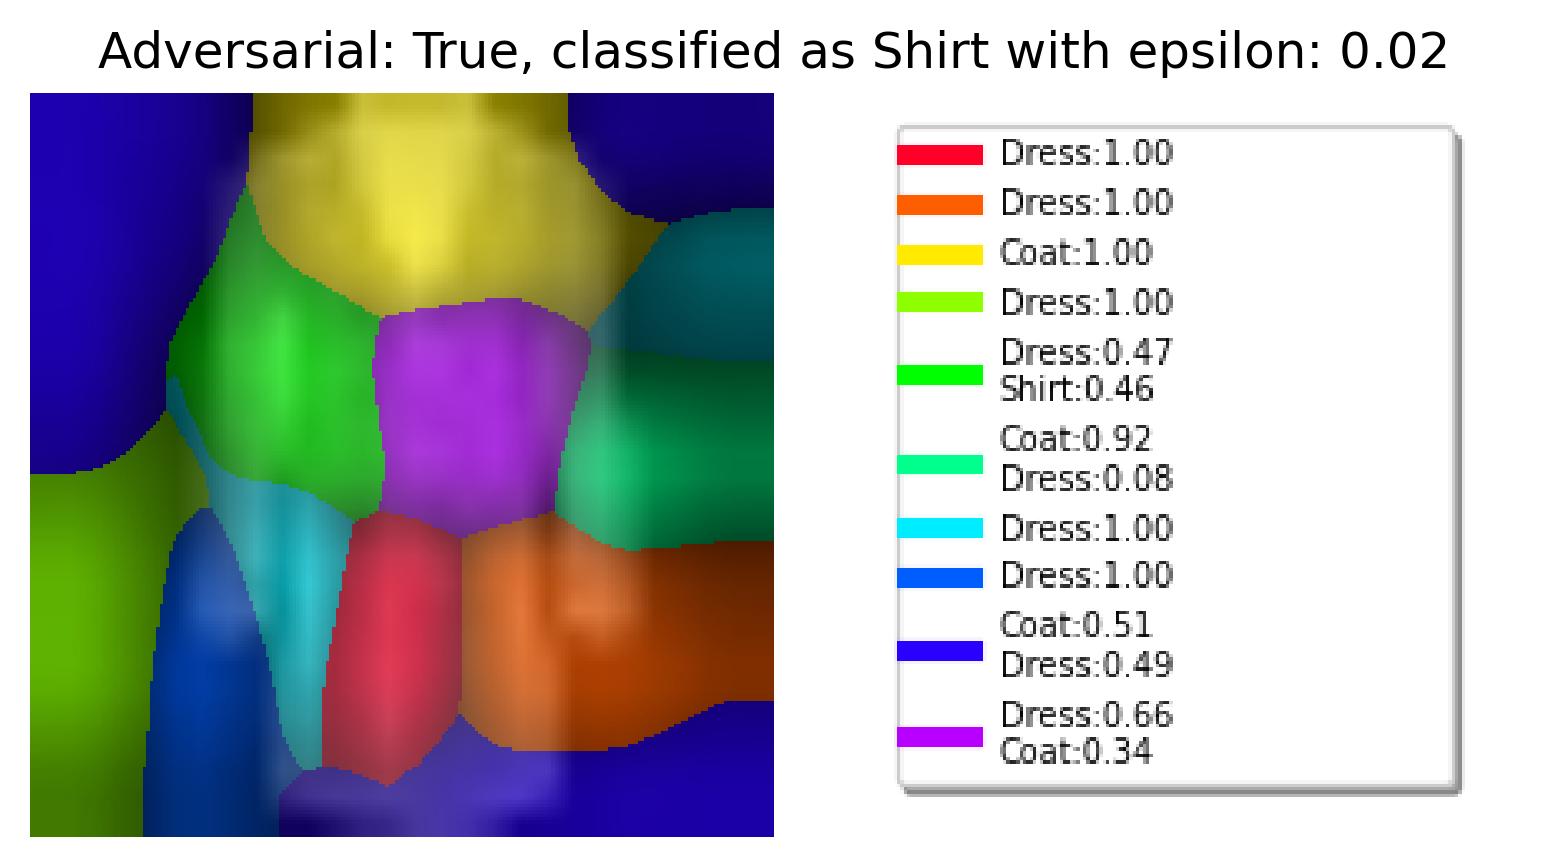 Adversarial: True, classified as Shirt with epsilon: 0.02
Dress:1.00
Dress:1.00
Coat:1.00
Dress:1.00
Dress:0.47
Shirt:0.46
Coat:0.92
Dress:0.08
Dress:1.00
Dress:1.00
Coat:0.51
Dress:0.49
Dress:0.66
Coat:0.34